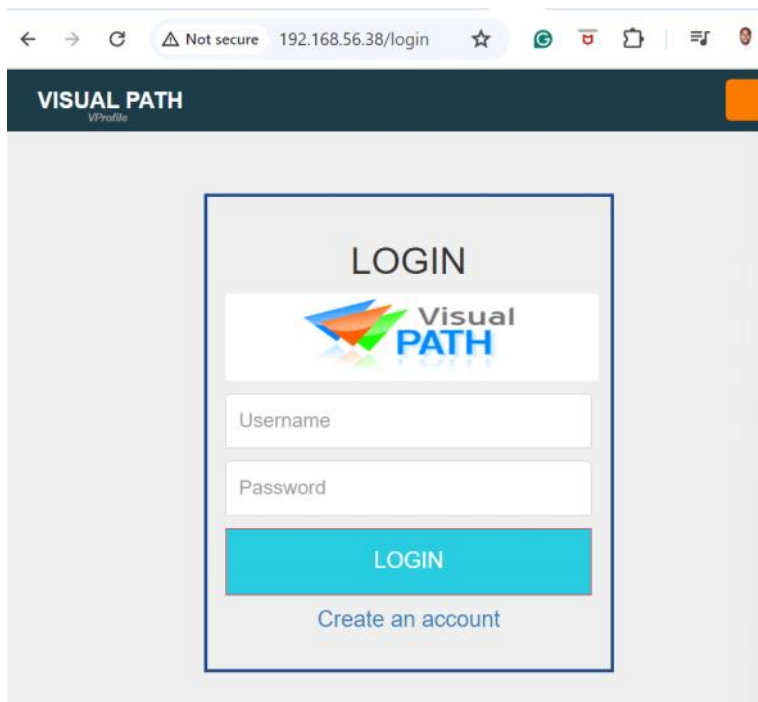 Not secure 192.168.56.38/login
VISUAL PATH
VProfile
LOGIN
Visual
PATH
Username
Password
LOGIN
Create an account